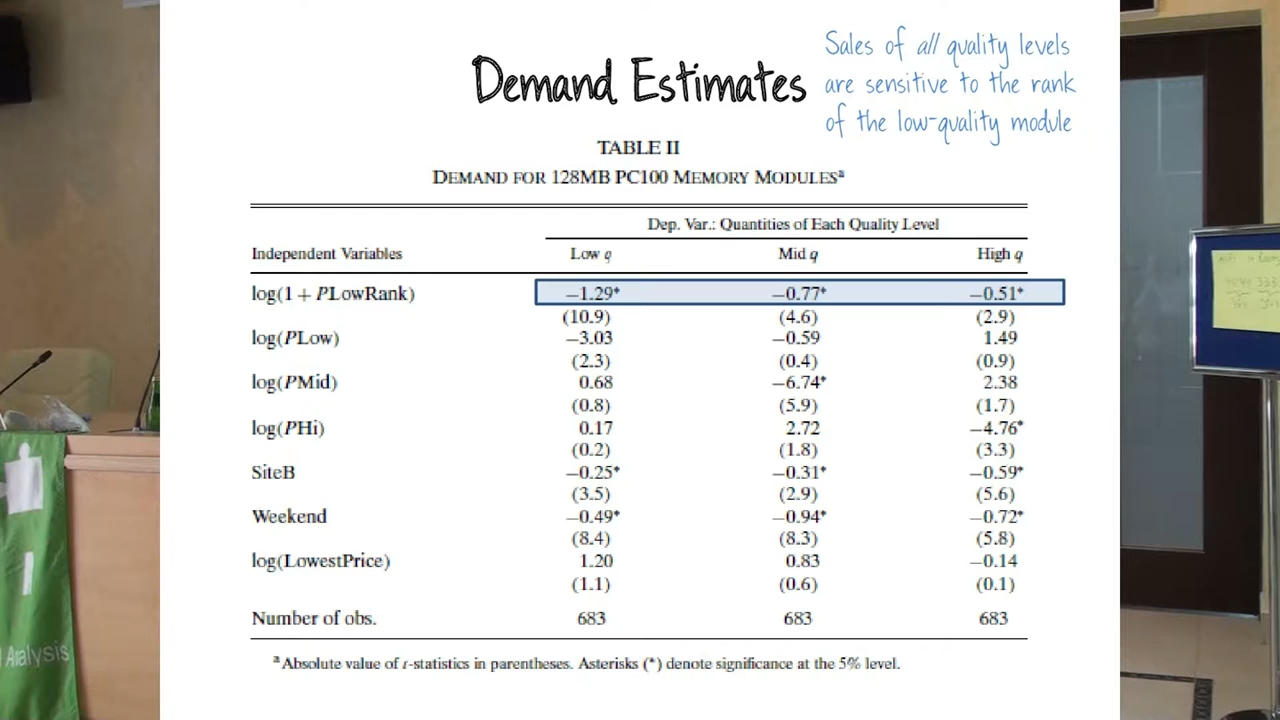 Demand Estimates
Sales of all quality levels
are sensitive to the rank
of the low-quality module
TABLE II
DEMAND FOR 128MB PC100 MEMORY MODULESa
Dep. Var.: Quantities of Each Quality Level
Independent Variables Low q Mid q High q
log(1 + PLowRank) −1.29* −0.77* −0.51*
(10.9) (4.6) (2.9)
log(PLow) −3.03 −0.59 1.49
(2.3) (0.4) (0.9)
log(PMid) 0.68 −6.74* 2.38
(0.8) (5.9) (1.7)
log(PHi) 0.17 2.72 −4.76*
(0.2) (1.8) (3.3)
SiteB −0.25* −0.31* −0.59*
(3.5) (2.9) (5.6)
Weekend −0.49* −0.94* −0.72*
(8.4) (8.3) (5.8)
log(LowestPrice) 1.20 0.83 −0.14
(1.1) (0.6) (0.1)
Number of obs. 683 683 683
a Absolute value of t-statistics in parentheses. Asterisks (*) denote significance at the 5% level.
Analysis